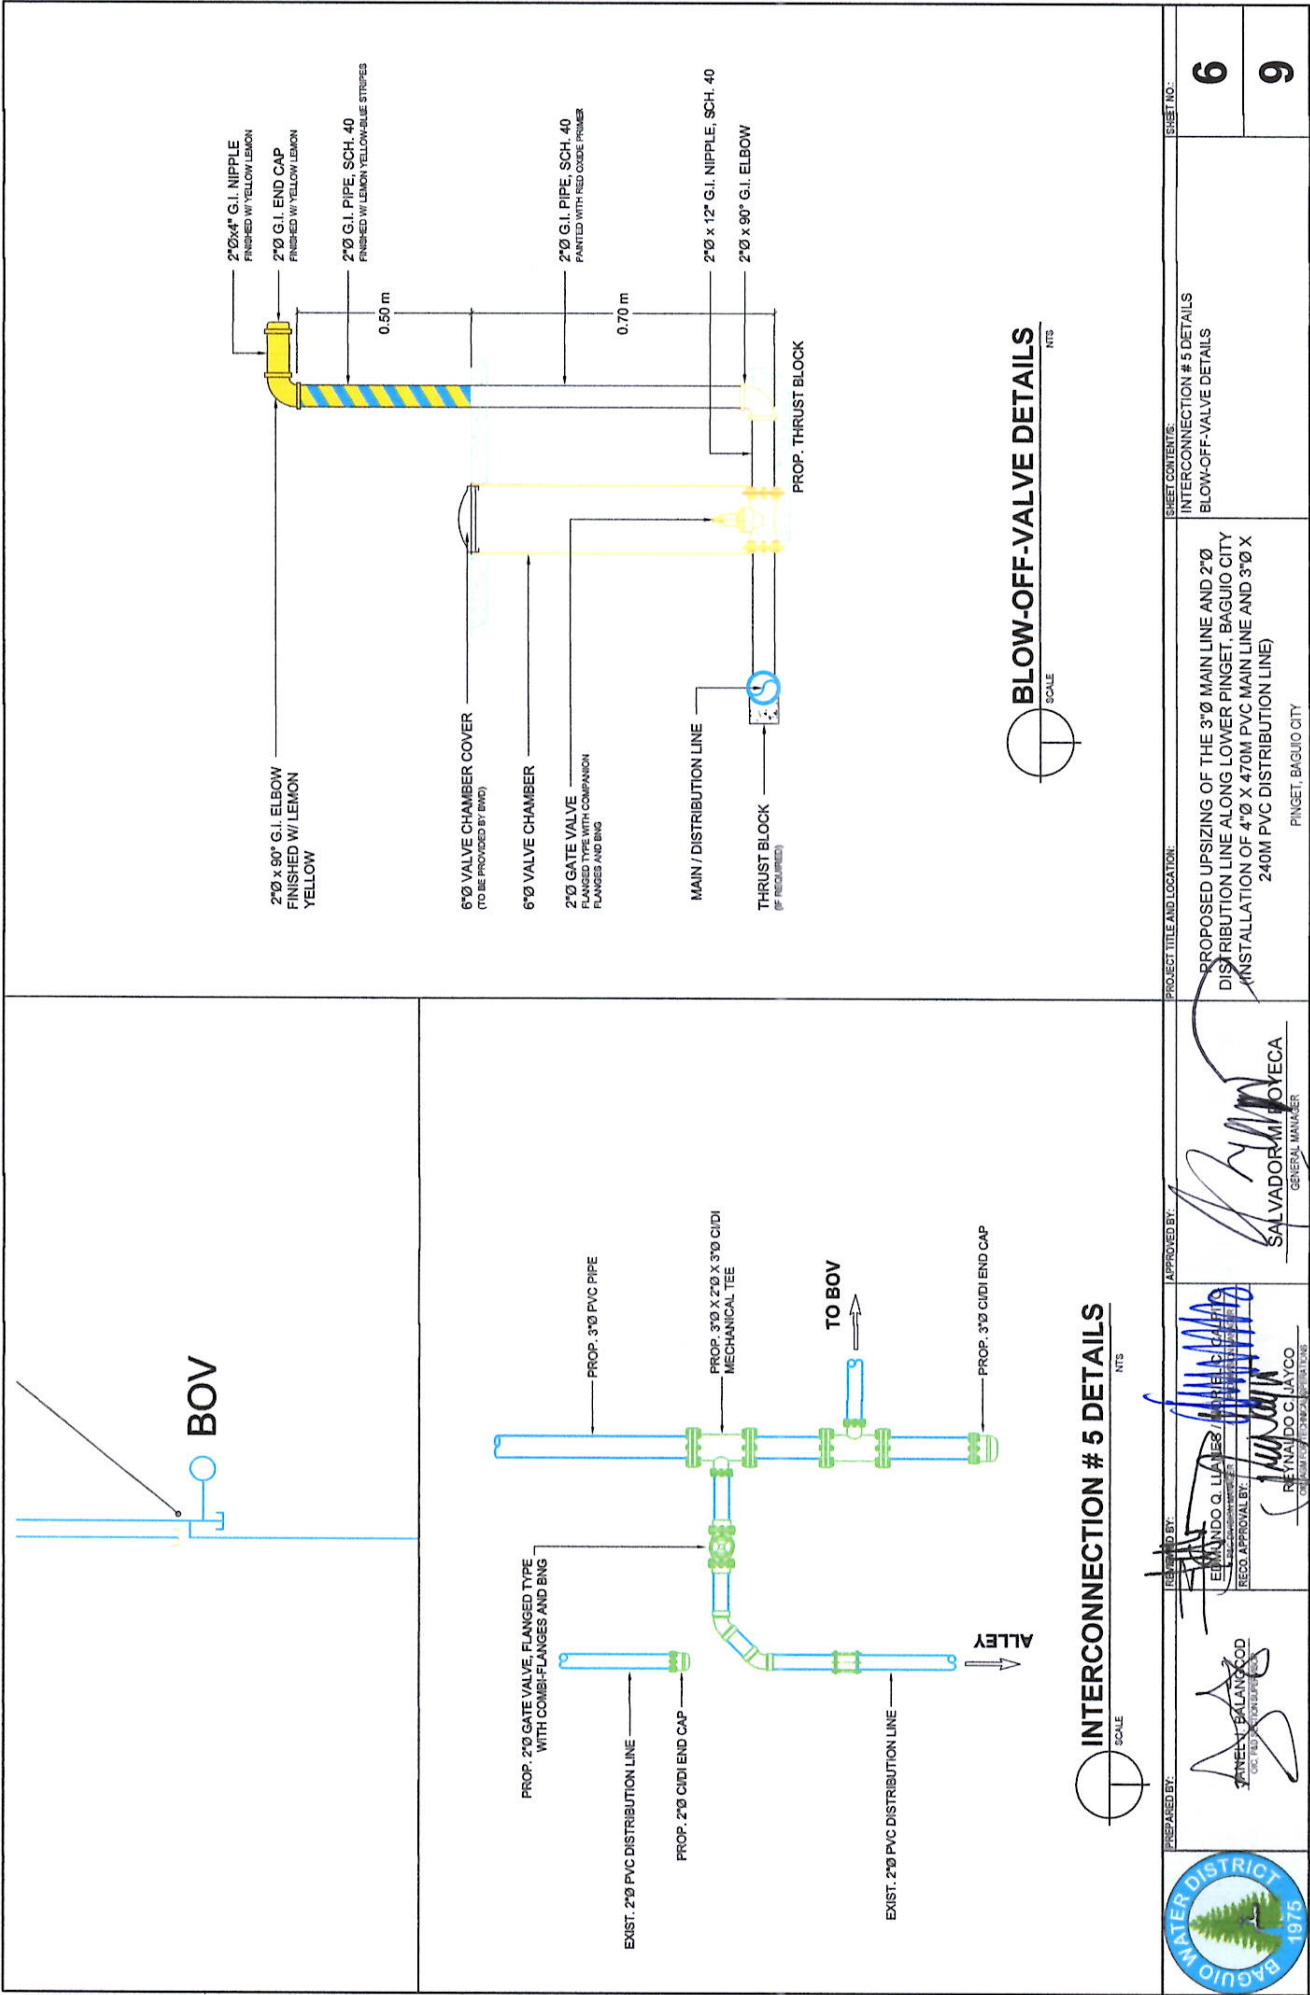 BOV
PROP. 2"Ø GATE VALVE, FLANGED TYPE
WITH COMBI-FLANGES AND BNG
EXIST. 2"Ø PVC DISTRIBUTION LINE
PROP. 2"Ø CI/DI END CAP
EXIST. 2"Ø PVC DISTRIBUTION LINE
ALLEY
PROP. 3"Ø PVC PIPE
PROP. 3"Ø X 2"Ø X 3"Ø CI/DI
MECHANICAL TEE
TO BOV
PROP. 3"Ø CI/DI END CAP
INTERCONNECTION # 5 DETAILS
SCALE
NTS
2"Ø x 90° G.I. ELBOW
FINISHED W/ LEMON
YELLOW
6"Ø VALVE CHAMBER COVER
(TO BE PROVIDED BY BWD)
6"Ø VALVE CHAMBER
2"Ø GATE VALVE
FLANGED TYPE WITH COMPANION
FLANGES AND BNG
MAIN / DISTRIBUTION LINE
THRUST BLOCK
(IF REQUIRED)
2"Øx4" G.I. NIPPLE
FINISHED W/ YELLOW LEMON
2"Ø G.I. END CAP
FINISHED W/ YELLOW LEMON
2"Ø G.I. PIPE, SCH. 40
FINISHED W/ LEMON YELLOW-BLUE STRIPES
0.50 m
2"Ø G.I. PIPE, SCH. 40
PAINTED WITH RED OXIDE PRIMER
0.70 m
2"Ø x 12" G.I. NIPPLE, SCH. 40
2"Ø x 90° G.I. ELBOW
PROP. THRUST BLOCK
BLOW-OFF-VALVE DETAILS
SCALE
NTS
BAGUIO WATER DISTRICT
1975
PREPARED BY:
JANEL J. BALANGCOD
REVIEWED BY:
EDMUNDO Q. LLANES / NORIEL C. CALPITO
RECO. APPROVAL BY:
REYNALDO C. JAYCO
APPROVED BY:
SALVADOR M. ROYECA
GENERAL MANAGER
PROJECT TITLE AND LOCATION:
PROPOSED UPSIZING OF THE 3"Ø MAIN LINE AND 2"Ø
DISTRIBUTION LINE ALONG LOWER PINGET, BAGUIO CITY
(INSTALLATION OF 4"Ø X 470M PVC MAIN LINE AND 3"Ø X
240M PVC DISTRIBUTION LINE)
PINGET, BAGUIO CITY
SHEET CONTENT/S:
INTERCONNECTION # 5 DETAILS
BLOW-OFF-VALVE DETAILS
SHEET NO.:
6
9